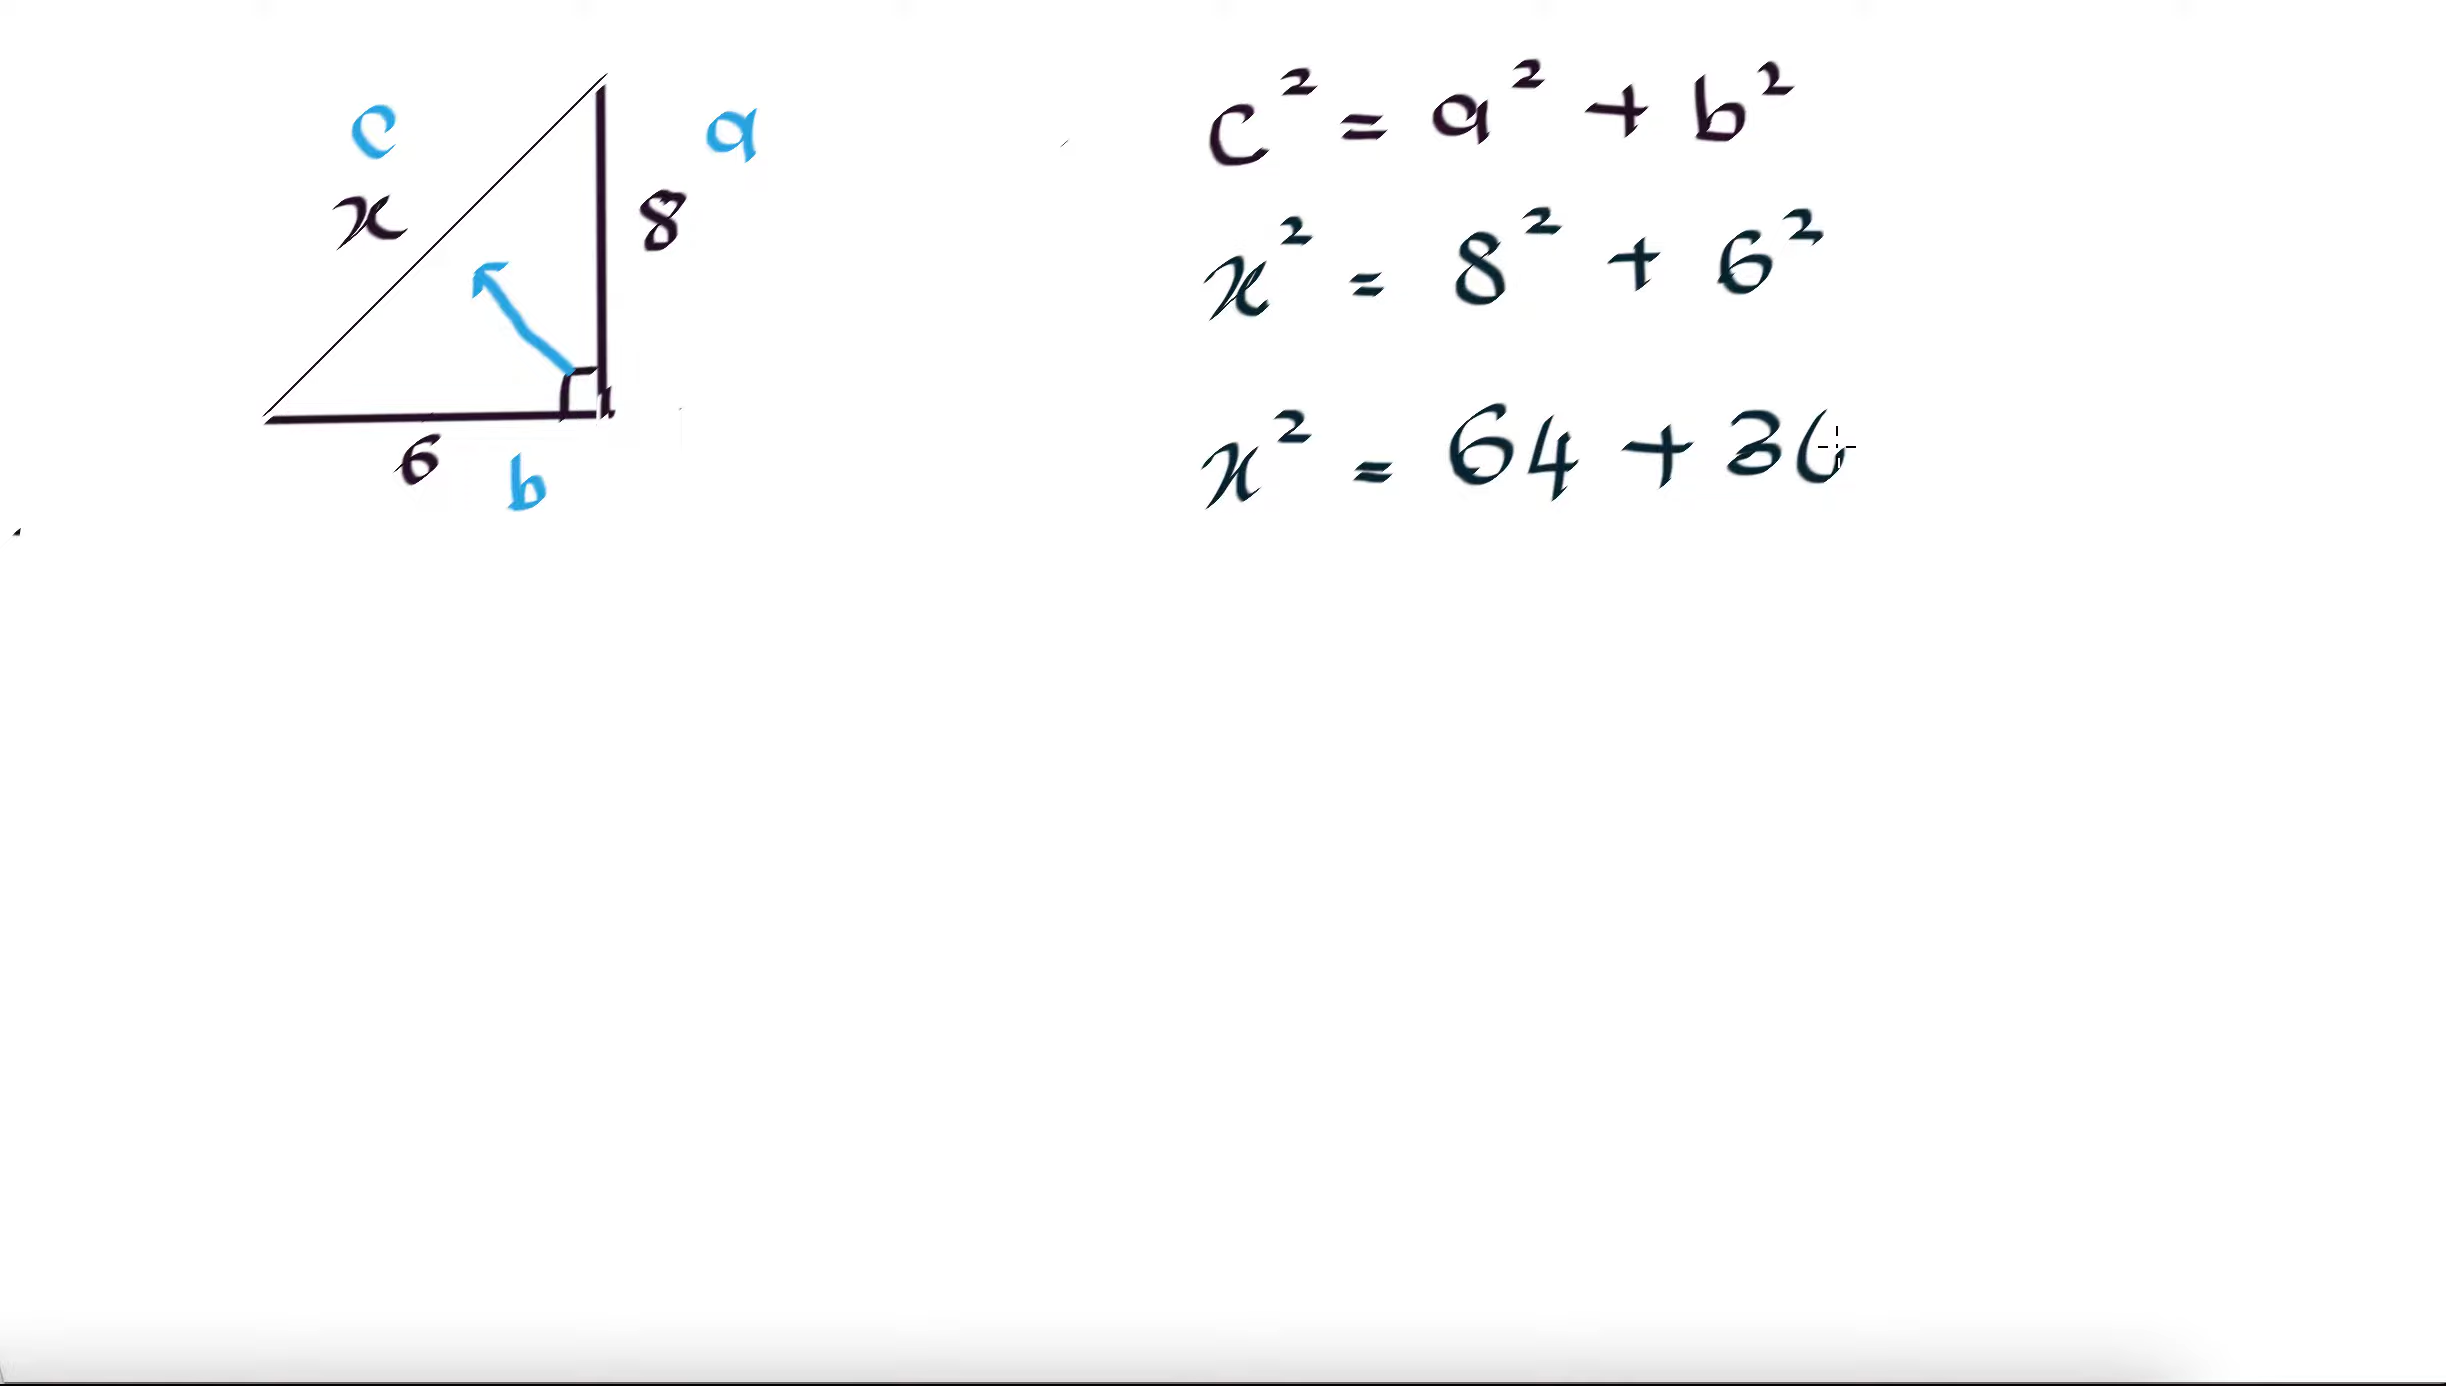 c
a
x
8
6
b
c² = a² + b²
x² = 8² + 6²
x² = 64 + 36